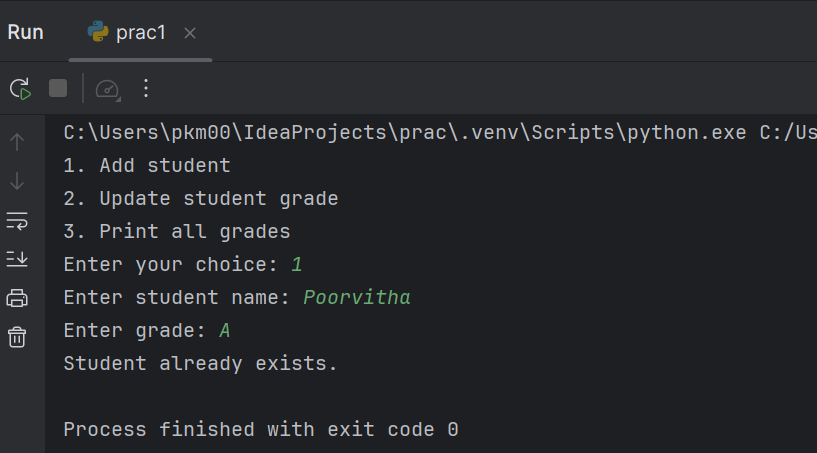 Run prac1
C:\Users\pkm00\IdeaProjects\prac\.venv\Scripts\python.exe
1. Add student
2. Update student grade
3. Print all grades
Enter your choice: 1
Enter student name: Poorvitha
Enter grade: A
Student already exists.
Process finished with exit code 0